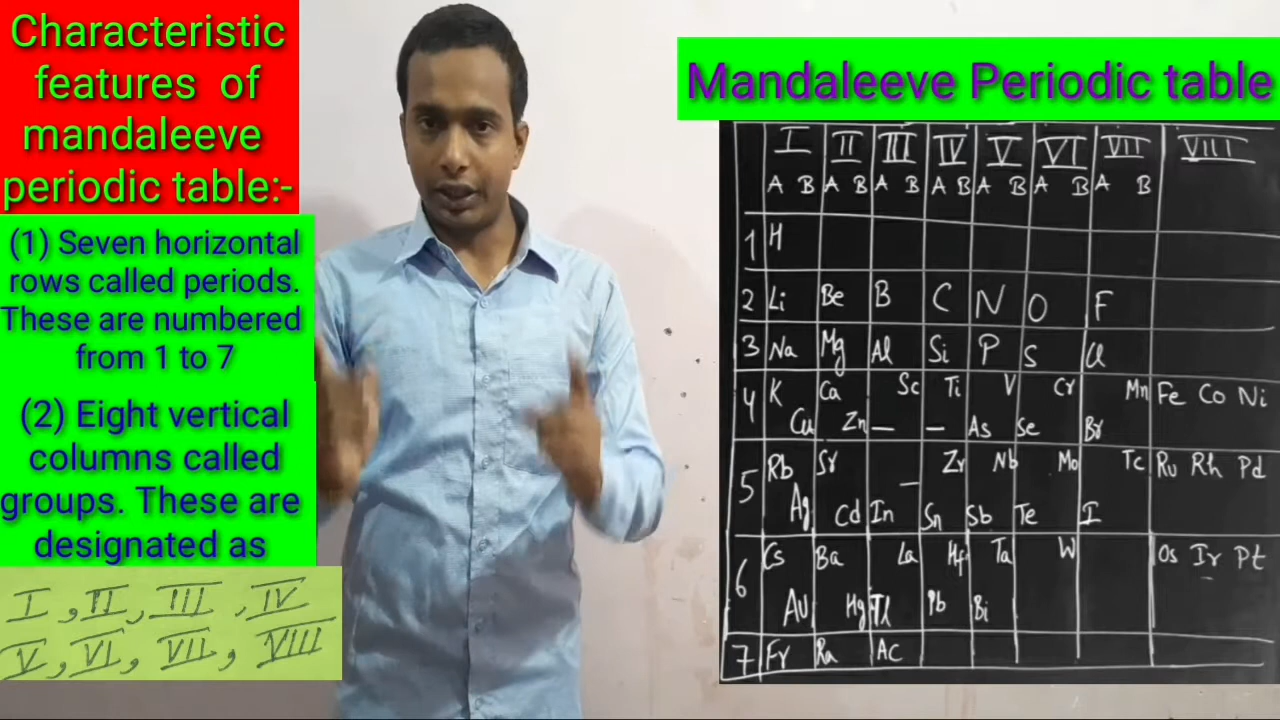 Characteristic
features of
mandaleeve
periodic table:-
(1) Seven horizontal
rows called periods.
These are numbered
from 1 to 7
(2) Eight vertical
columns called
groups. These are
designated as
I, II, III, IV
V, VI, VII, VIII
Mandaleeve Periodic table
I II III IV V VI VII VIII
A B A B A B A B A B A B A B
1 H
2 Li Be B C N O F
3 Na Mg Al Si P S Cl
4 K Ca Sc Ti V Cr Mn Fe Co Ni
Cu Zn — — As Se Br
5 Rb Sr _ Zr Nb Mo Tc Ru Rh Pd
Ag Cd In Sn Sb Te I
6 Cs Ba La Hf Ta W Os Ir Pt
Au Hg Tl Pb Bi
7 Fr Ra Ac